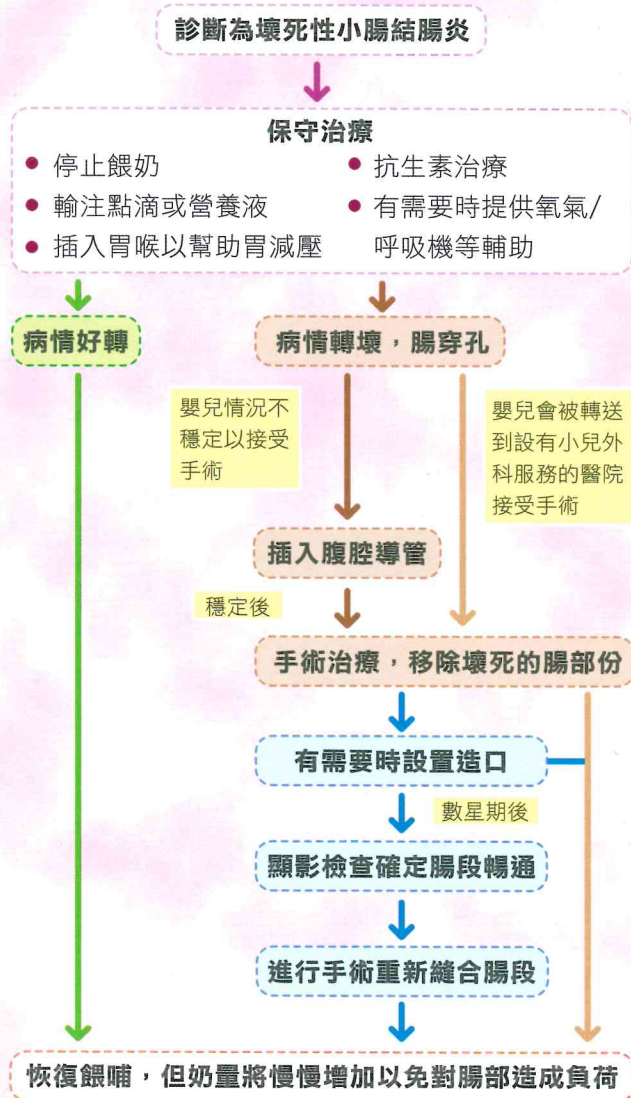 診斷為壞死性小腸結腸炎
保守治療
• 停止餵奶
• 輸注點滴或營養液
• 插入胃喉以幫助胃減壓
• 抗生素治療
• 有需要時提供氧氣/
呼吸機等輔助
病情好轉
病情轉壞，腸穿孔
嬰兒情況不
穩定以接受
手術
嬰兒會被轉送
到設有小兒外
科服務的醫院
接受手術
插入腹腔導管
穩定後
手術治療，移除壞死的腸部份
有需要時設置造口
數星期後
顯影檢查確定腸段暢通
進行手術重新縫合腸段
恢復餵哺，但奶量將慢慢增加以免對腸部造成負荷